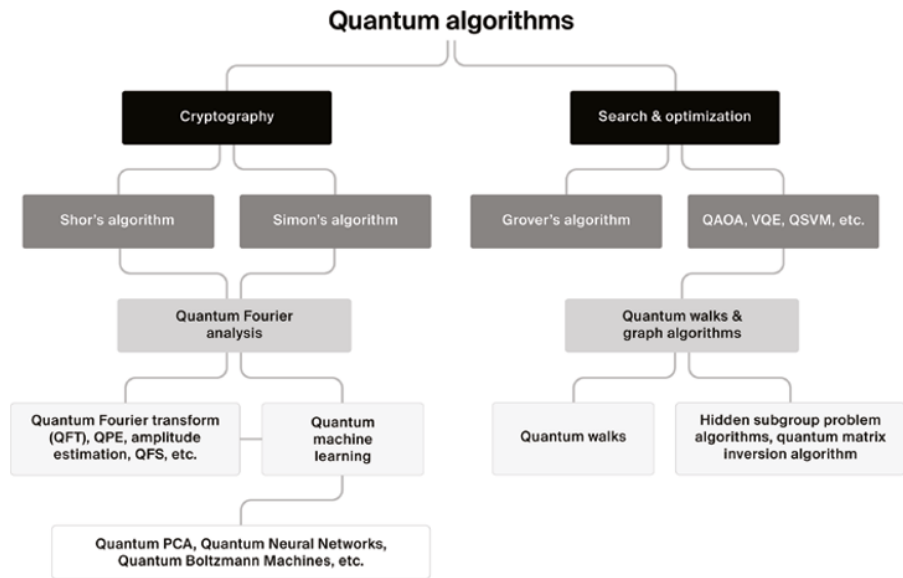 Quantum algorithms
Cryptography
Search & optimization
Shor's algorithm
Simon's algorithm
Grover's algorithm
QAOA, VQE, QSVM, etc.
Quantum Fourier
analysis
Quantum walks &
graph algorithms
Quantum Fourier transform
(QFT), QPE, amplitude
estimation, QFS, etc.
Quantum
machine
learning
Quantum walks
Hidden subgroup problem
algorithms, quantum matrix
inversion algorithm
Quantum PCA, Quantum Neural Networks,
Quantum Boltzmann Machines, etc.